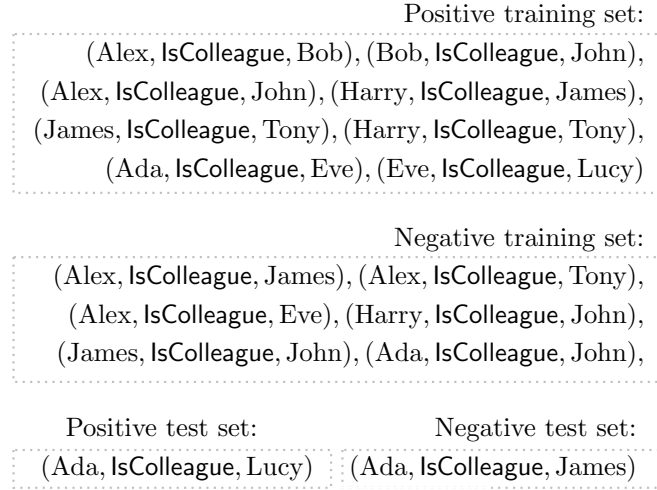 Positive training set:
(Alex, IsColleague, Bob), (Bob, IsColleague, John),
(Alex, IsColleague, John), (Harry, IsColleague, James),
(James, IsColleague, Tony), (Harry, IsColleague, Tony),
(Ada, IsColleague, Eve), (Eve, IsColleague, Lucy)
Negative training set:
(Alex, IsColleague, James), (Alex, IsColleague, Tony),
(Alex, IsColleague, Eve), (Harry, IsColleague, John),
(James, IsColleague, John), (Ada, IsColleague, John),
Positive test set:
(Ada, IsColleague, Lucy)
Negative test set:
(Ada, IsColleague, James)